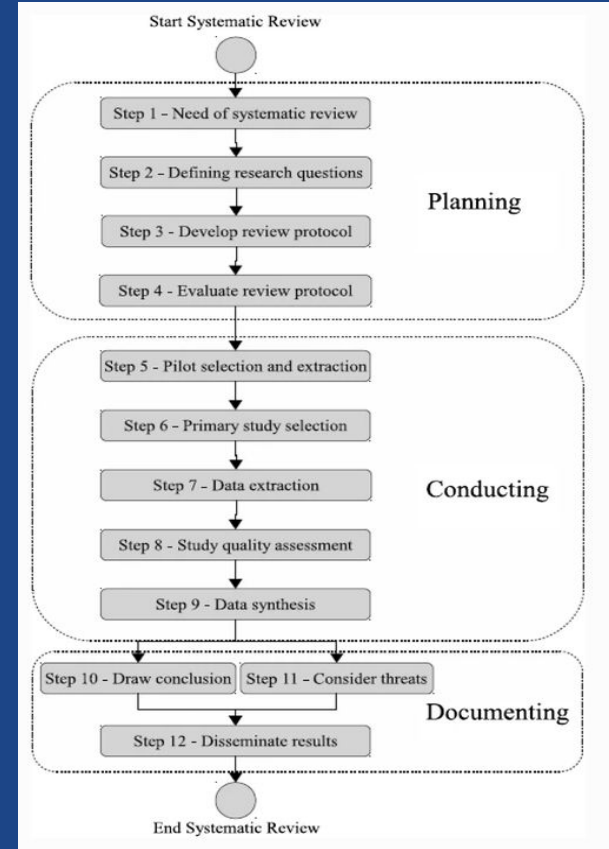 Start Systematic Review
Step 1 - Need of systematic review
Step 2 - Defining research questions
Planning
Step 3 - Develop review protocol
Step 4 - Evaluate review protocol
Step 5 - Pilot selection and extraction
Step 6 - Primary study selection
Step 7 - Data extraction
Conducting
Step 8 - Study quality assessment
Step 9 - Data synthesis
Step 10 - Draw conclusion
Step 11 - Consider threats
Documenting
Step 12 - Disseminate results
End Systematic Review